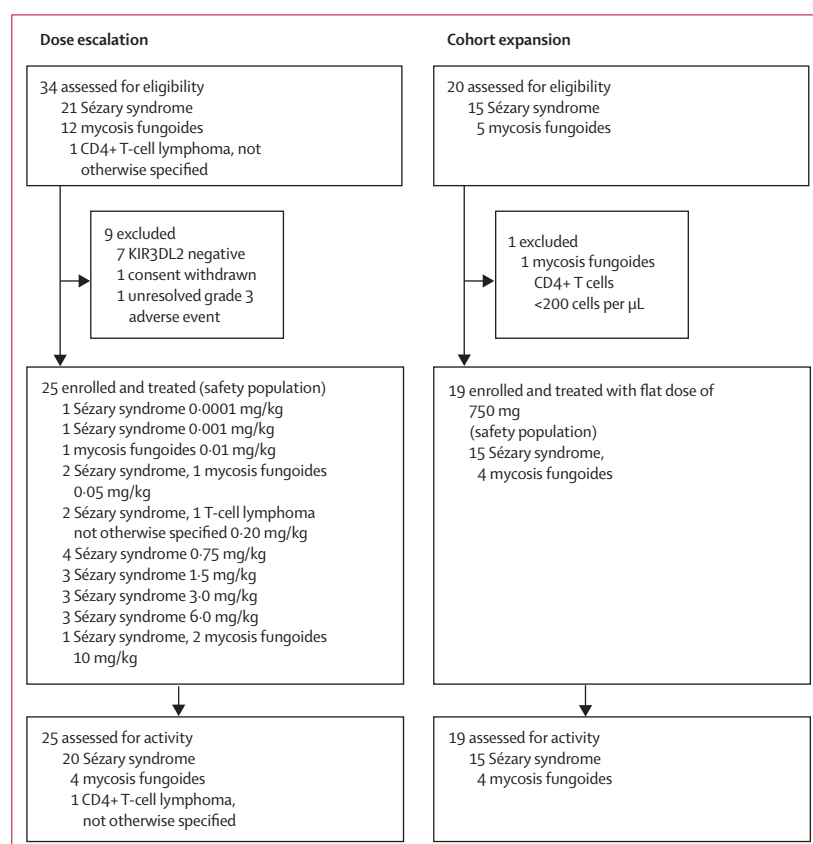 Dose escalation
34 assessed for eligibility
21 Sézary syndrome
12 mycosis fungoides
1 CD4+ T-cell lymphoma, not
otherwise specified
9 excluded
7 KIR3DL2 negative
1 consent withdrawn
1 unresolved grade 3
adverse event
25 enrolled and treated (safety population)
1 Sézary syndrome 0·0001 mg/kg
1 Sézary syndrome 0·001 mg/kg
1 mycosis fungoides 0·01 mg/kg
2 Sézary syndrome, 1 mycosis fungoides
0·05 mg/kg
2 Sézary syndrome, 1 T-cell lymphoma
not otherwise specified 0·20 mg/kg
4 Sézary syndrome 0·75 mg/kg
3 Sézary syndrome 1·5 mg/kg
3 Sézary syndrome 3·0 mg/kg
3 Sézary syndrome 6·0 mg/kg
1 Sézary syndrome, 2 mycosis fungoides
10 mg/kg
25 assessed for activity
20 Sézary syndrome
4 mycosis fungoides
1 CD4+ T-cell lymphoma,
not otherwise specified
Cohort expansion
20 assessed for eligibility
15 Sézary syndrome
5 mycosis fungoides
1 excluded
1 mycosis fungoides
CD4+ T cells
<200 cells per µL
19 enrolled and treated with flat dose of
750 mg
(safety population)
15 Sézary syndrome,
4 mycosis fungoides
19 assessed for activity
15 Sézary syndrome
4 mycosis fungoides